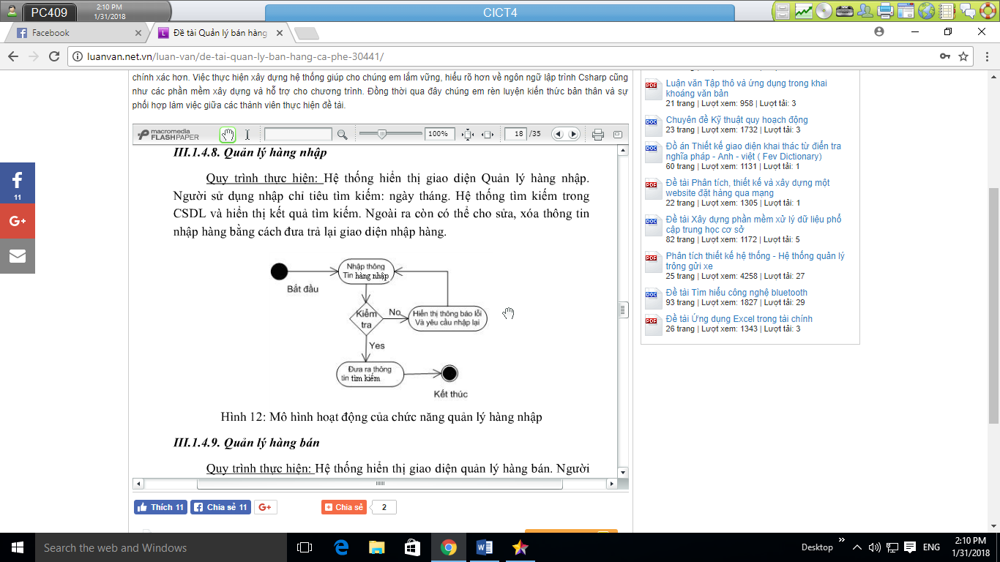 PC409
2:10 PM
1/31/2018
CICT4
Facebook
Đề tài Quản lý bán hàng
luanvan.net.vn/luan-van/de-tai-quan-ly-ban-hang-ca-phe-30441/
chính xác hơn. Việc thực hiện xây dựng hệ thống giúp cho chúng em lắm vững, hiểu rõ hơn về ngôn ngữ lập trình Csharp cũng
như các phần mềm xây dựng và hỗ trợ cho chương trình. Đồng thời qua đây chúng em rèn luyện kiến thức bản thân và sự
phối hợp làm việc giữa các thành viên thực hiện đề tài.
macromedia
FLASHPAPER
100%
18 /35
III.1.4.8. Quản lý hàng nhập
Quy trình thực hiện: Hệ thống hiển thị giao diện Quản lý hàng nhập.
Người sử dụng nhập chỉ tiêu tìm kiếm: ngày tháng. Hệ thống tìm kiếm trong
CSDL và hiển thị kết quả tìm kiếm. Ngoài ra còn có thể cho sửa, xóa thông tin
nhập hàng bằng cách đưa trả lại giao diện nhập hàng.
Nhập thông
Tin hàng nhập
Bắt đầu
Kiểm
tra
No
Hiển thị thông báo lỗi
Và yêu cầu nhập lại
Yes
Đưa ra thông
tin tìm kiếm
Kết thúc
Hình 12: Mô hình hoạt động của chức năng quản lý hàng nhập
III.1.4.9. Quản lý hàng bán
Quy trình thực hiện: Hệ thống hiển thị giao diện quản lý hàng bán. Người
Thích 11
Chia sẻ 11
G+
Chia sẻ
2
11
G+
Luận văn Tập thô và ứng dụng trong khai
khoáng văn bản
21 trang | Lượt xem: 958 | Lượt tải: 3
Chuyên đề Kỹ thuật quy hoạch động
23 trang | Lượt xem: 1732 | Lượt tải: 3
Đồ án Thiết kế giao diện khai thác từ điển tra
nghĩa pháp - Anh - việt ( Fev Dictionary)
60 trang | Lượt xem: 1131 | Lượt tải: 1
Đề tài Phân tích, thiết kế và xây dựng một
website đặt hàng qua mạng
22 trang | Lượt xem: 1305 | Lượt tải: 1
Đề tài Xây dựng phần mềm xử lý dữ liệu phổ
cập trung học cơ sở
82 trang | Lượt xem: 1172 | Lượt tải: 5
Phân tích thiết kế hệ thống - Hệ thống quản lý
trông gửi xe
25 trang | Lượt xem: 4258 | Lượt tải: 27
Đề tài Tìm hiểu công nghệ bluetooth
93 trang | Lượt xem: 1827 | Lượt tải: 29
Đề tài Ứng dụng Excel trong tài chính
26 trang | Lượt xem: 1343 | Lượt tải: 3
PDF
DOC
DOC
PDF
DOC
PDF
DOC
PDF
Search the web and Windows
Desktop
ENG
2:10 PM
1/31/2018